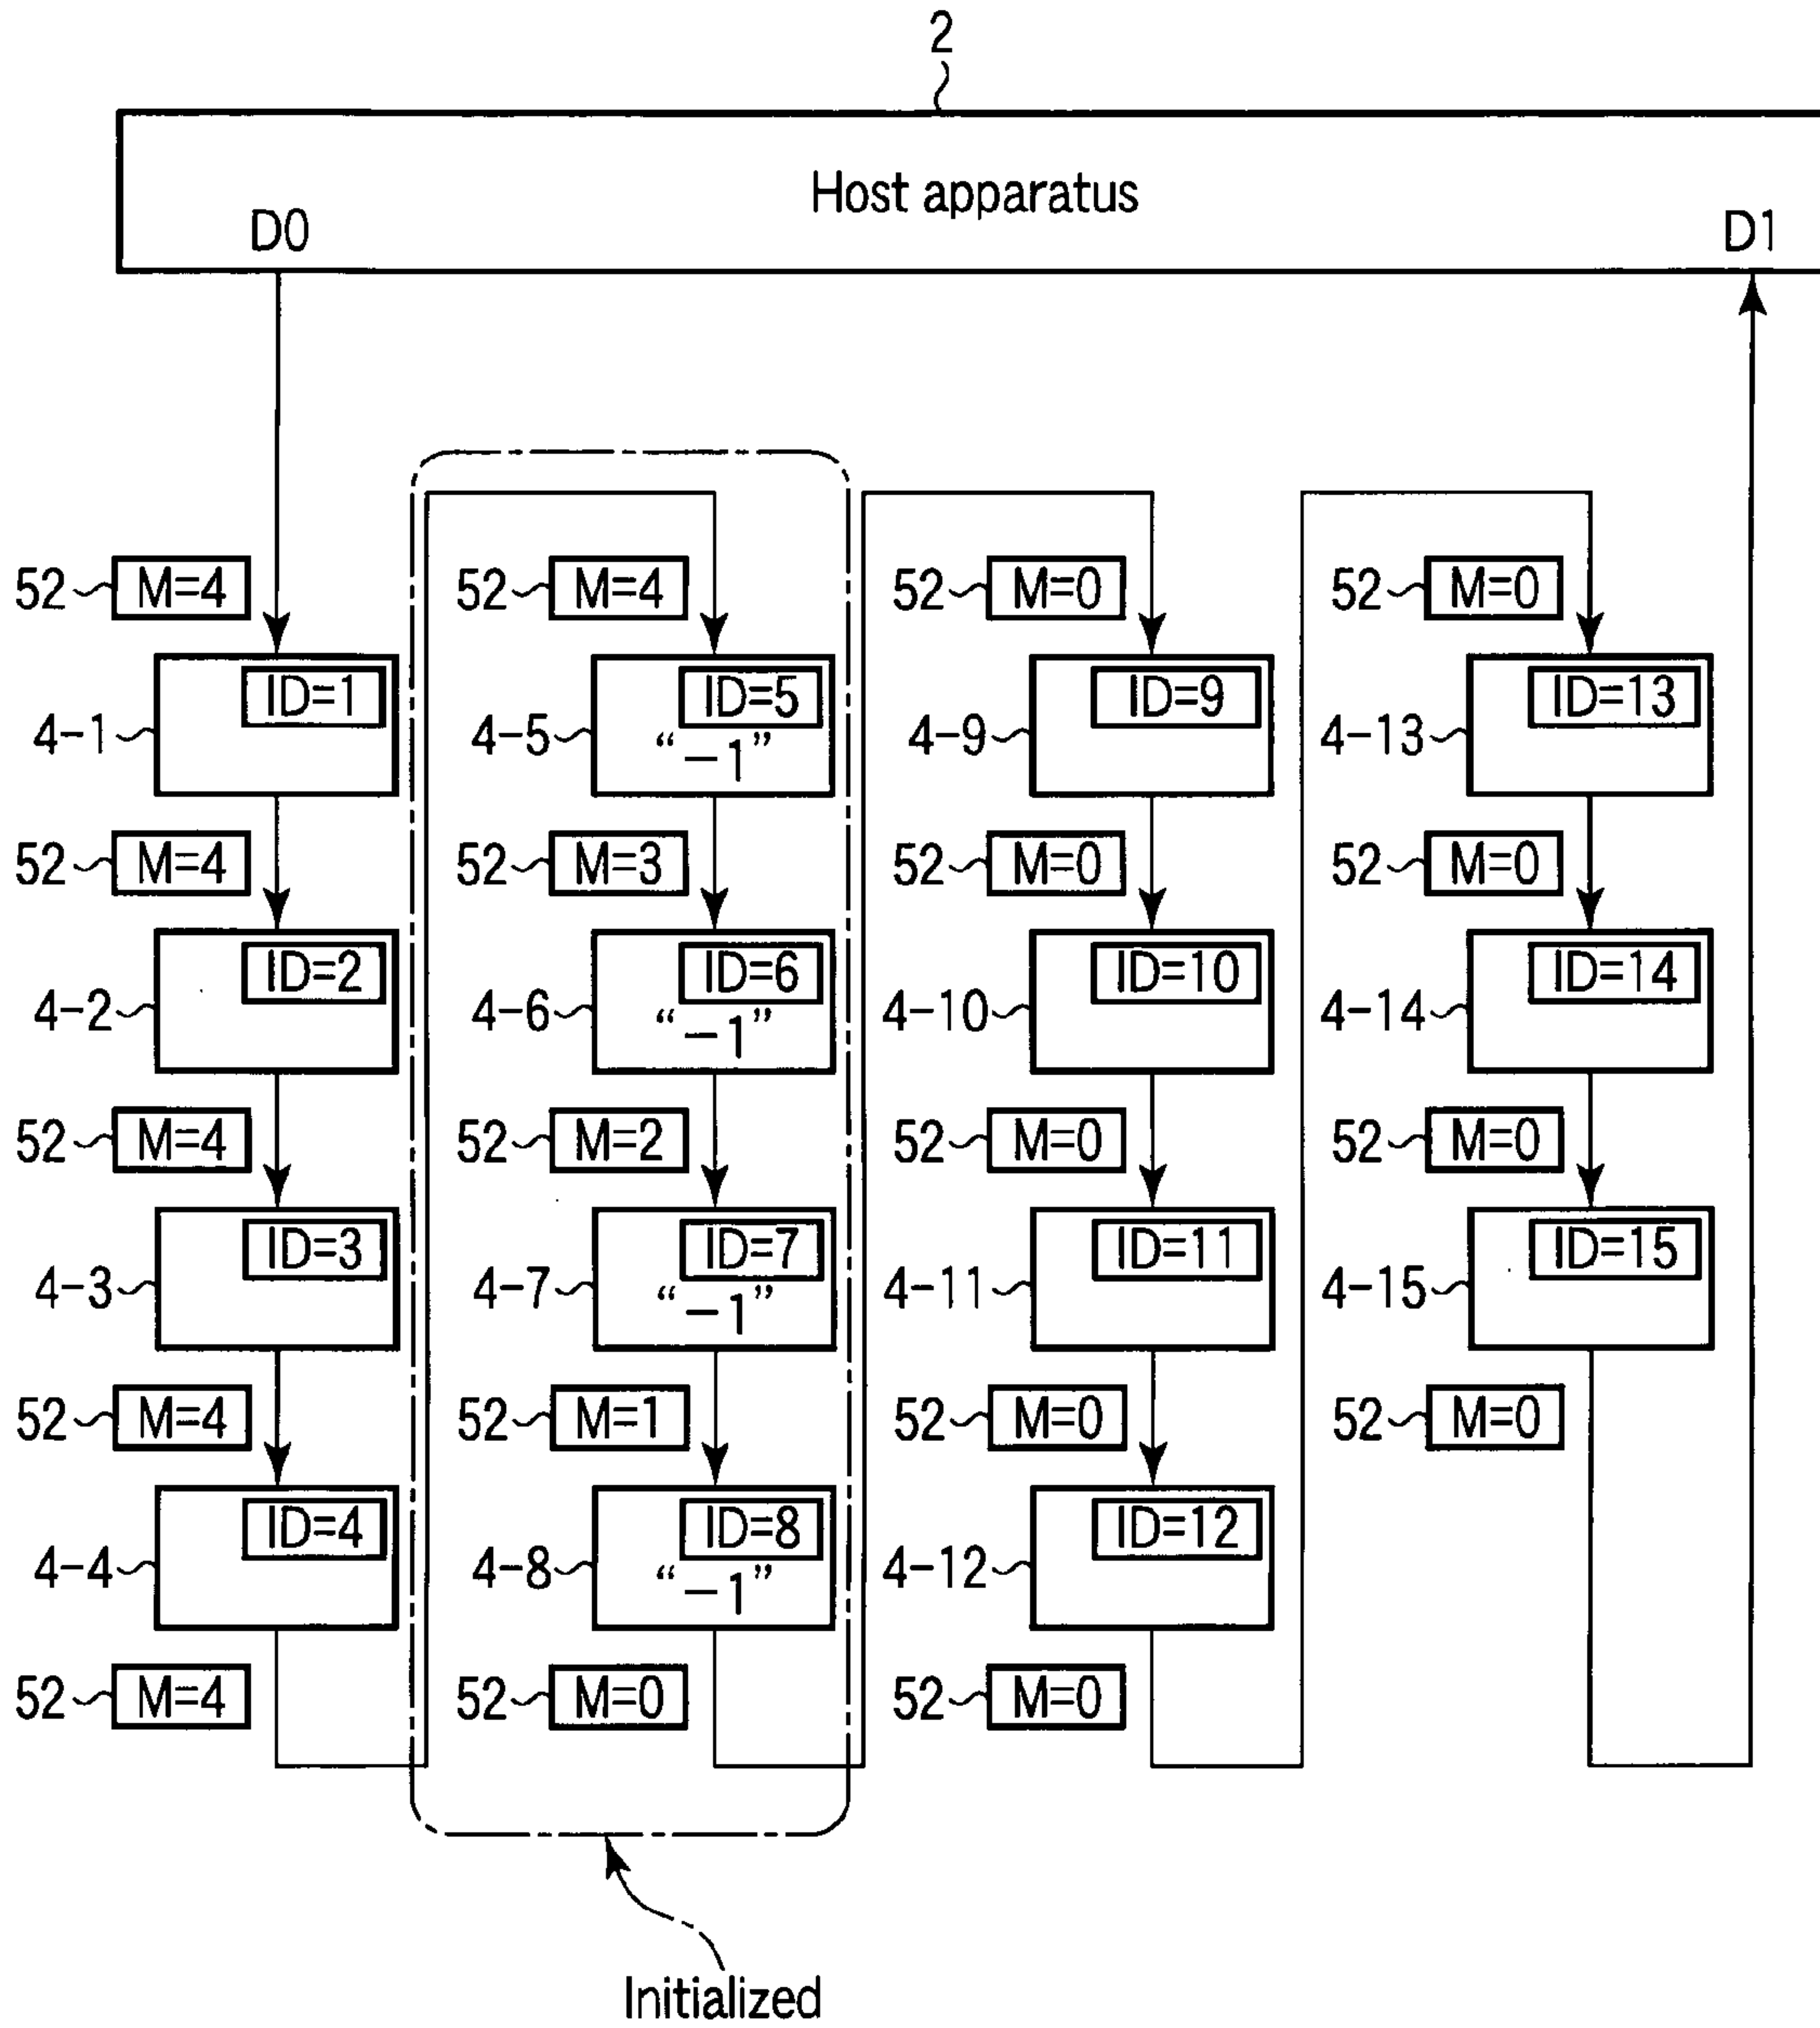 2
Host apparatus
D0
D1
52 M=4
52 M=4
52 M=0
52 M=0
ID=1
ID=5
ID=9
ID=13
4-1
4-5 “-1”
4-9
4-13
52 M=4
52 M=3
52 M=0
52 M=0
ID=2
ID=6
ID=10
ID=14
4-2
4-6 “-1”
4-10
4-14
52 M=4
52 M=2
52 M=0
52 M=0
ID=3
ID=7
ID=11
ID=15
4-3
4-7 “-1”
4-11
4-15
52 M=4
52 M=1
52 M=0
52 M=0
ID=4
ID=8
ID=12
4-4
4-8 “-1”
4-12
52 M=4
52 M=0
52 M=0
Initialized